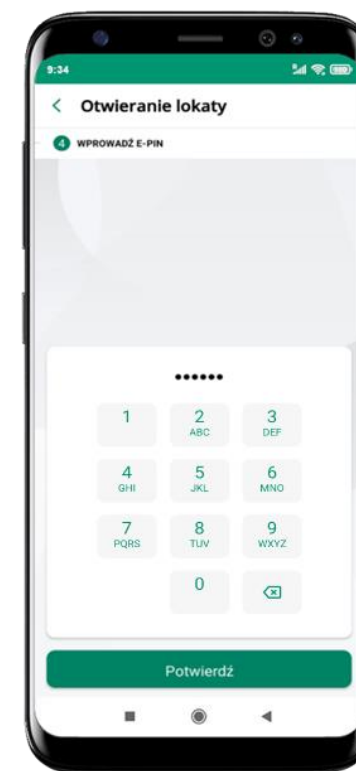 9:34
Otwieranie lokaty
4 WPROWADŹ E-PIN
••••••
1 2 3
ABC DEF
4 5 6
GHI JKL MNO
7 8 9
PQRS TUV WXYZ
0
Potwierdź